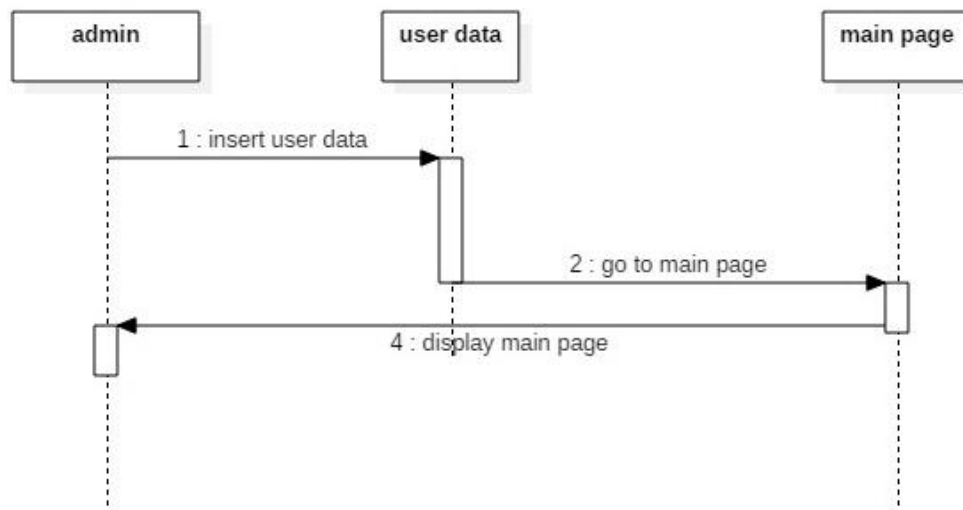 admin
user data
main page
1 : insert user data
2 : go to main page
4 : display main page